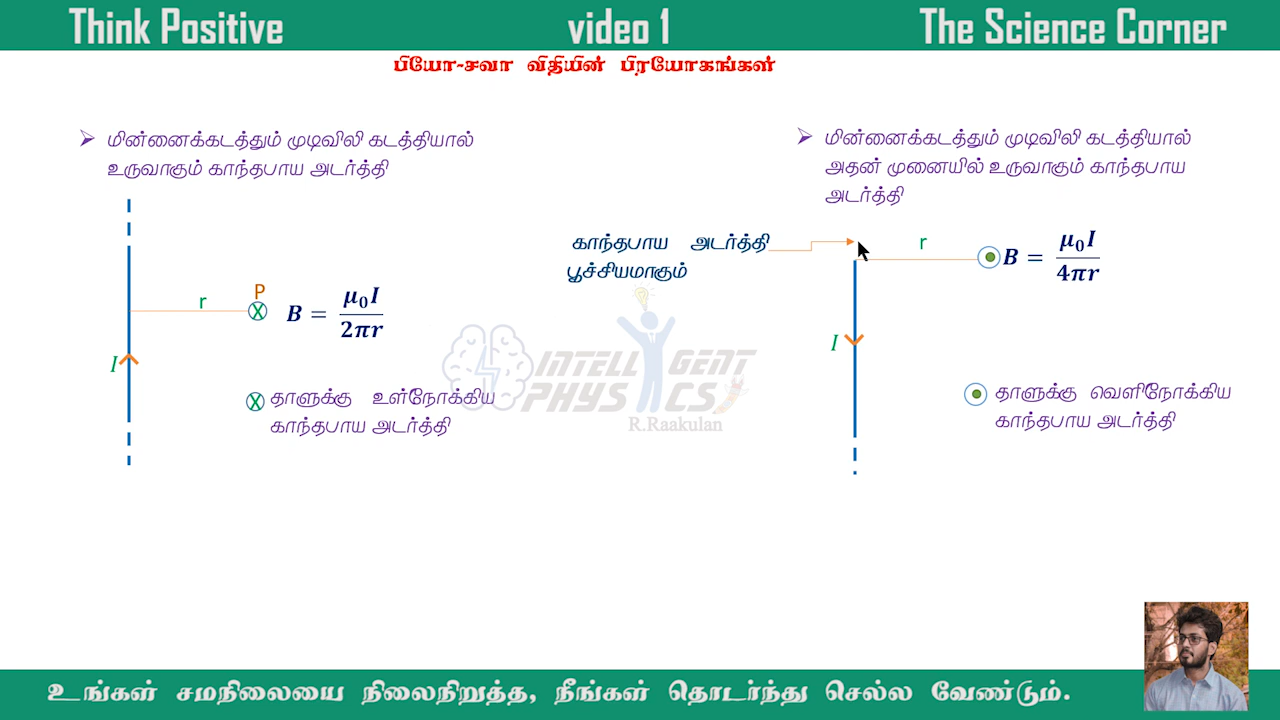 Think Positive
video 1
The Science Corner
பியோ-சவா விதியின் பிரயோகங்கள்
மின்னைக்கடத்தும் முடிவிலி கடத்தியால்
உருவாகும் காந்தபாய அடர்த்தி
P
r
B = μ₀I / 2πr
I
தாளுக்கு உள்நோக்கிய
காந்தபாய அடர்த்தி
மின்னைக்கடத்தும் முடிவிலி கடத்தியால்
அதன் முனையில் உருவாகும் காந்தபாய
அடர்த்தி
காந்தபாய அடர்த்தி
பூச்சியமாகும்
r
B = μ₀I / 4πr
I
தாளுக்கு வெளிநோக்கிய
காந்தபாய அடர்த்தி
INTELLIGENT
PHYSICS
R.Raakulan
உங்கள் சமநிலையை நிலைநிறுத்த, நீங்கள் தொடர்ந்து செல்ல வேண்டும்.